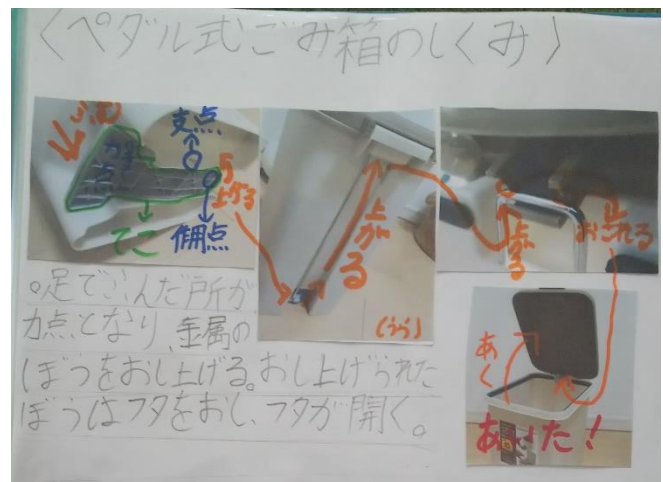 〈ペダル式ごみ箱のしくみ〉
ふむ
力点
支点
てこ
作用点
上がる
上がる
(うら)
上がる
おされる
あく
あいた!
。足でふんだ所が
力点となり、金属の
ぼうをおし上げる。おし上げられた
ぼうはフタをおし、フタが開く。